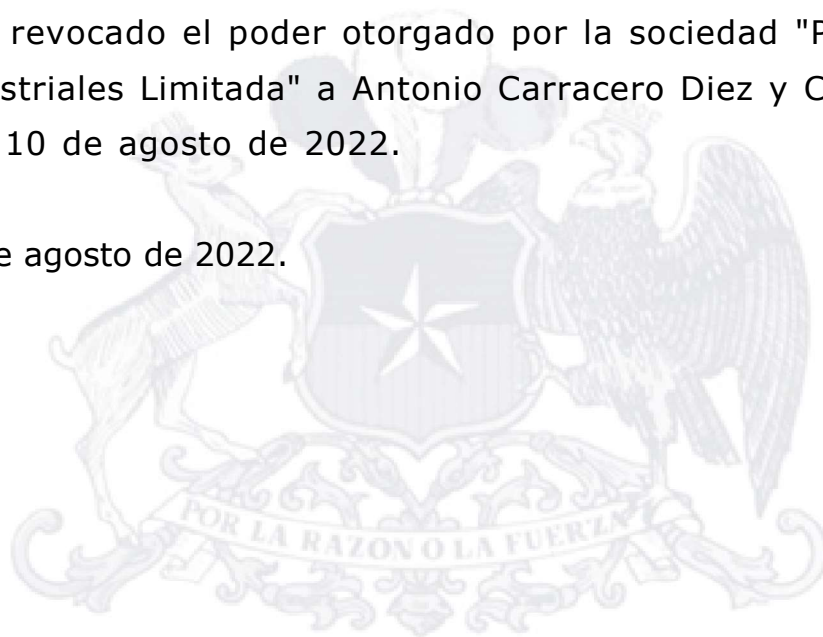 revocado el poder otorgado por la sociedad "P
striales Limitada" a Antonio Carracero Diez y C
10 de agosto de 2022.
e agosto de 2022.
POR LA RAZON O LA FUERZA